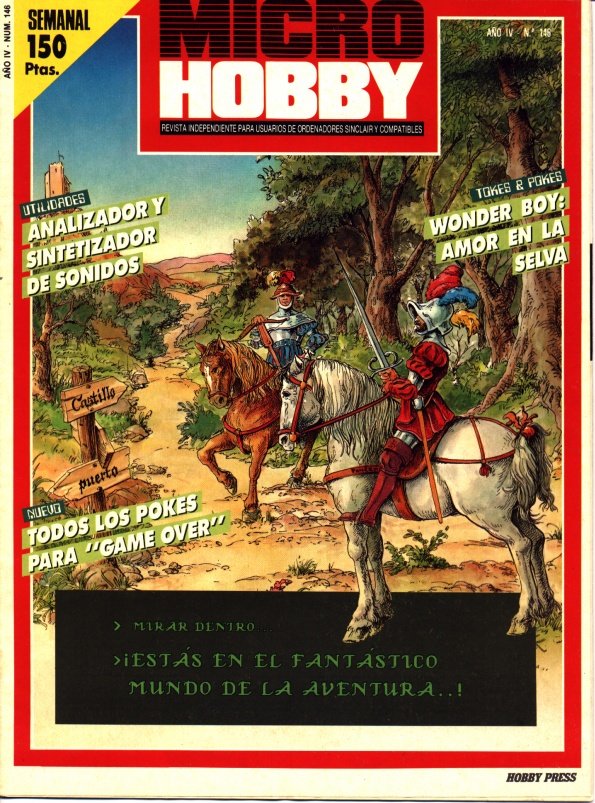 AÑO IV - NUM. 146
SEMANAL
150
Ptas.
MICRO
HOBBY
AÑO IV N.º 146
REVISTA INDEPENDIENTE PARA USUARIOS DE ORDENADORES SINCLAIR Y COMPATIBLES
UTILIDADES
ANALIZADOR Y
SINTETIZADOR
DE SONIDOS
TOKES & POKES
WONDER BOY:
AMOR EN LA
SELVA
Castillo
puerto
NUEVO
TODOS LOS POKES
PARA "GAME OVER"
> MIRAR DENTRO...
>¡ESTÁS EN EL FANTÁSTICO
MUNDO DE LA AVENTURA..!
HOBBY PRESS